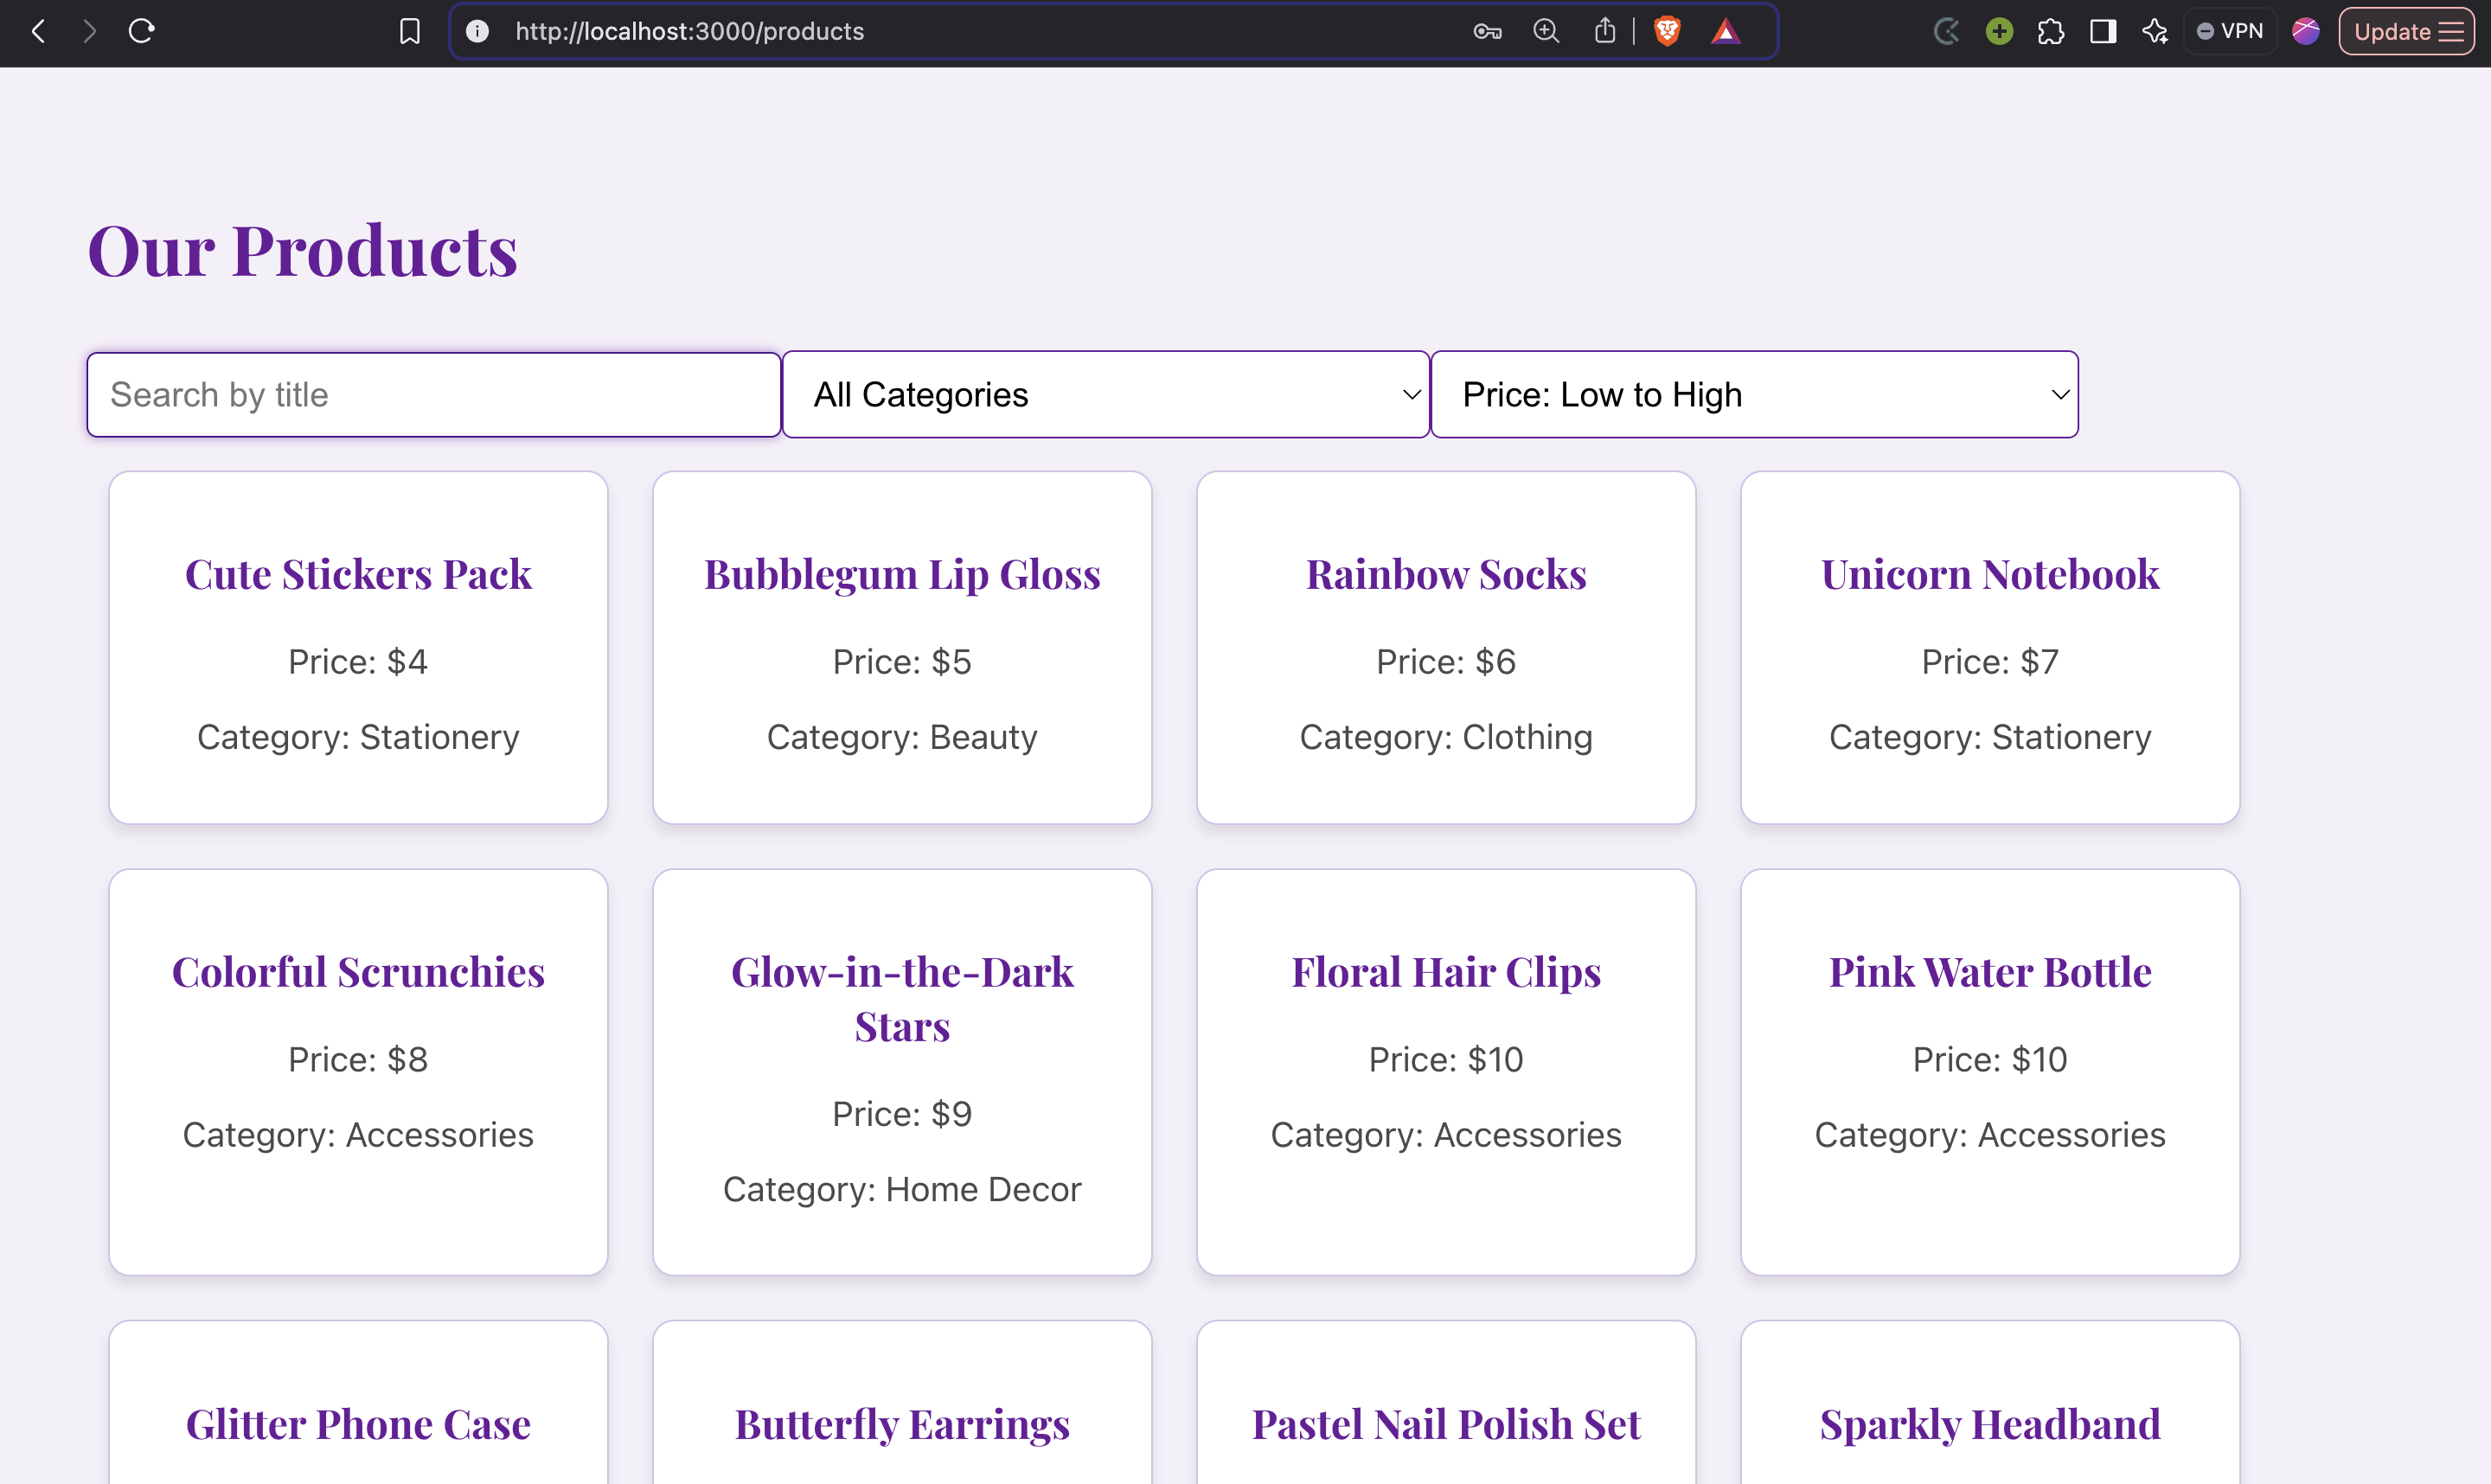 http://localhost:3000/products
VPN
Update
Our Products
Search by title
All Categories
Price: Low to High
Cute Stickers Pack
Price: $4
Category: Stationery
Bubblegum Lip Gloss
Price: $5
Category: Beauty
Rainbow Socks
Price: $6
Category: Clothing
Unicorn Notebook
Price: $7
Category: Stationery
Colorful Scrunchies
Price: $8
Category: Accessories
Glow-in-the-Dark
Stars
Price: $9
Category: Home Decor
Floral Hair Clips
Price: $10
Category: Accessories
Pink Water Bottle
Price: $10
Category: Accessories
Glitter Phone Case
Butterfly Earrings
Pastel Nail Polish Set
Sparkly Headband